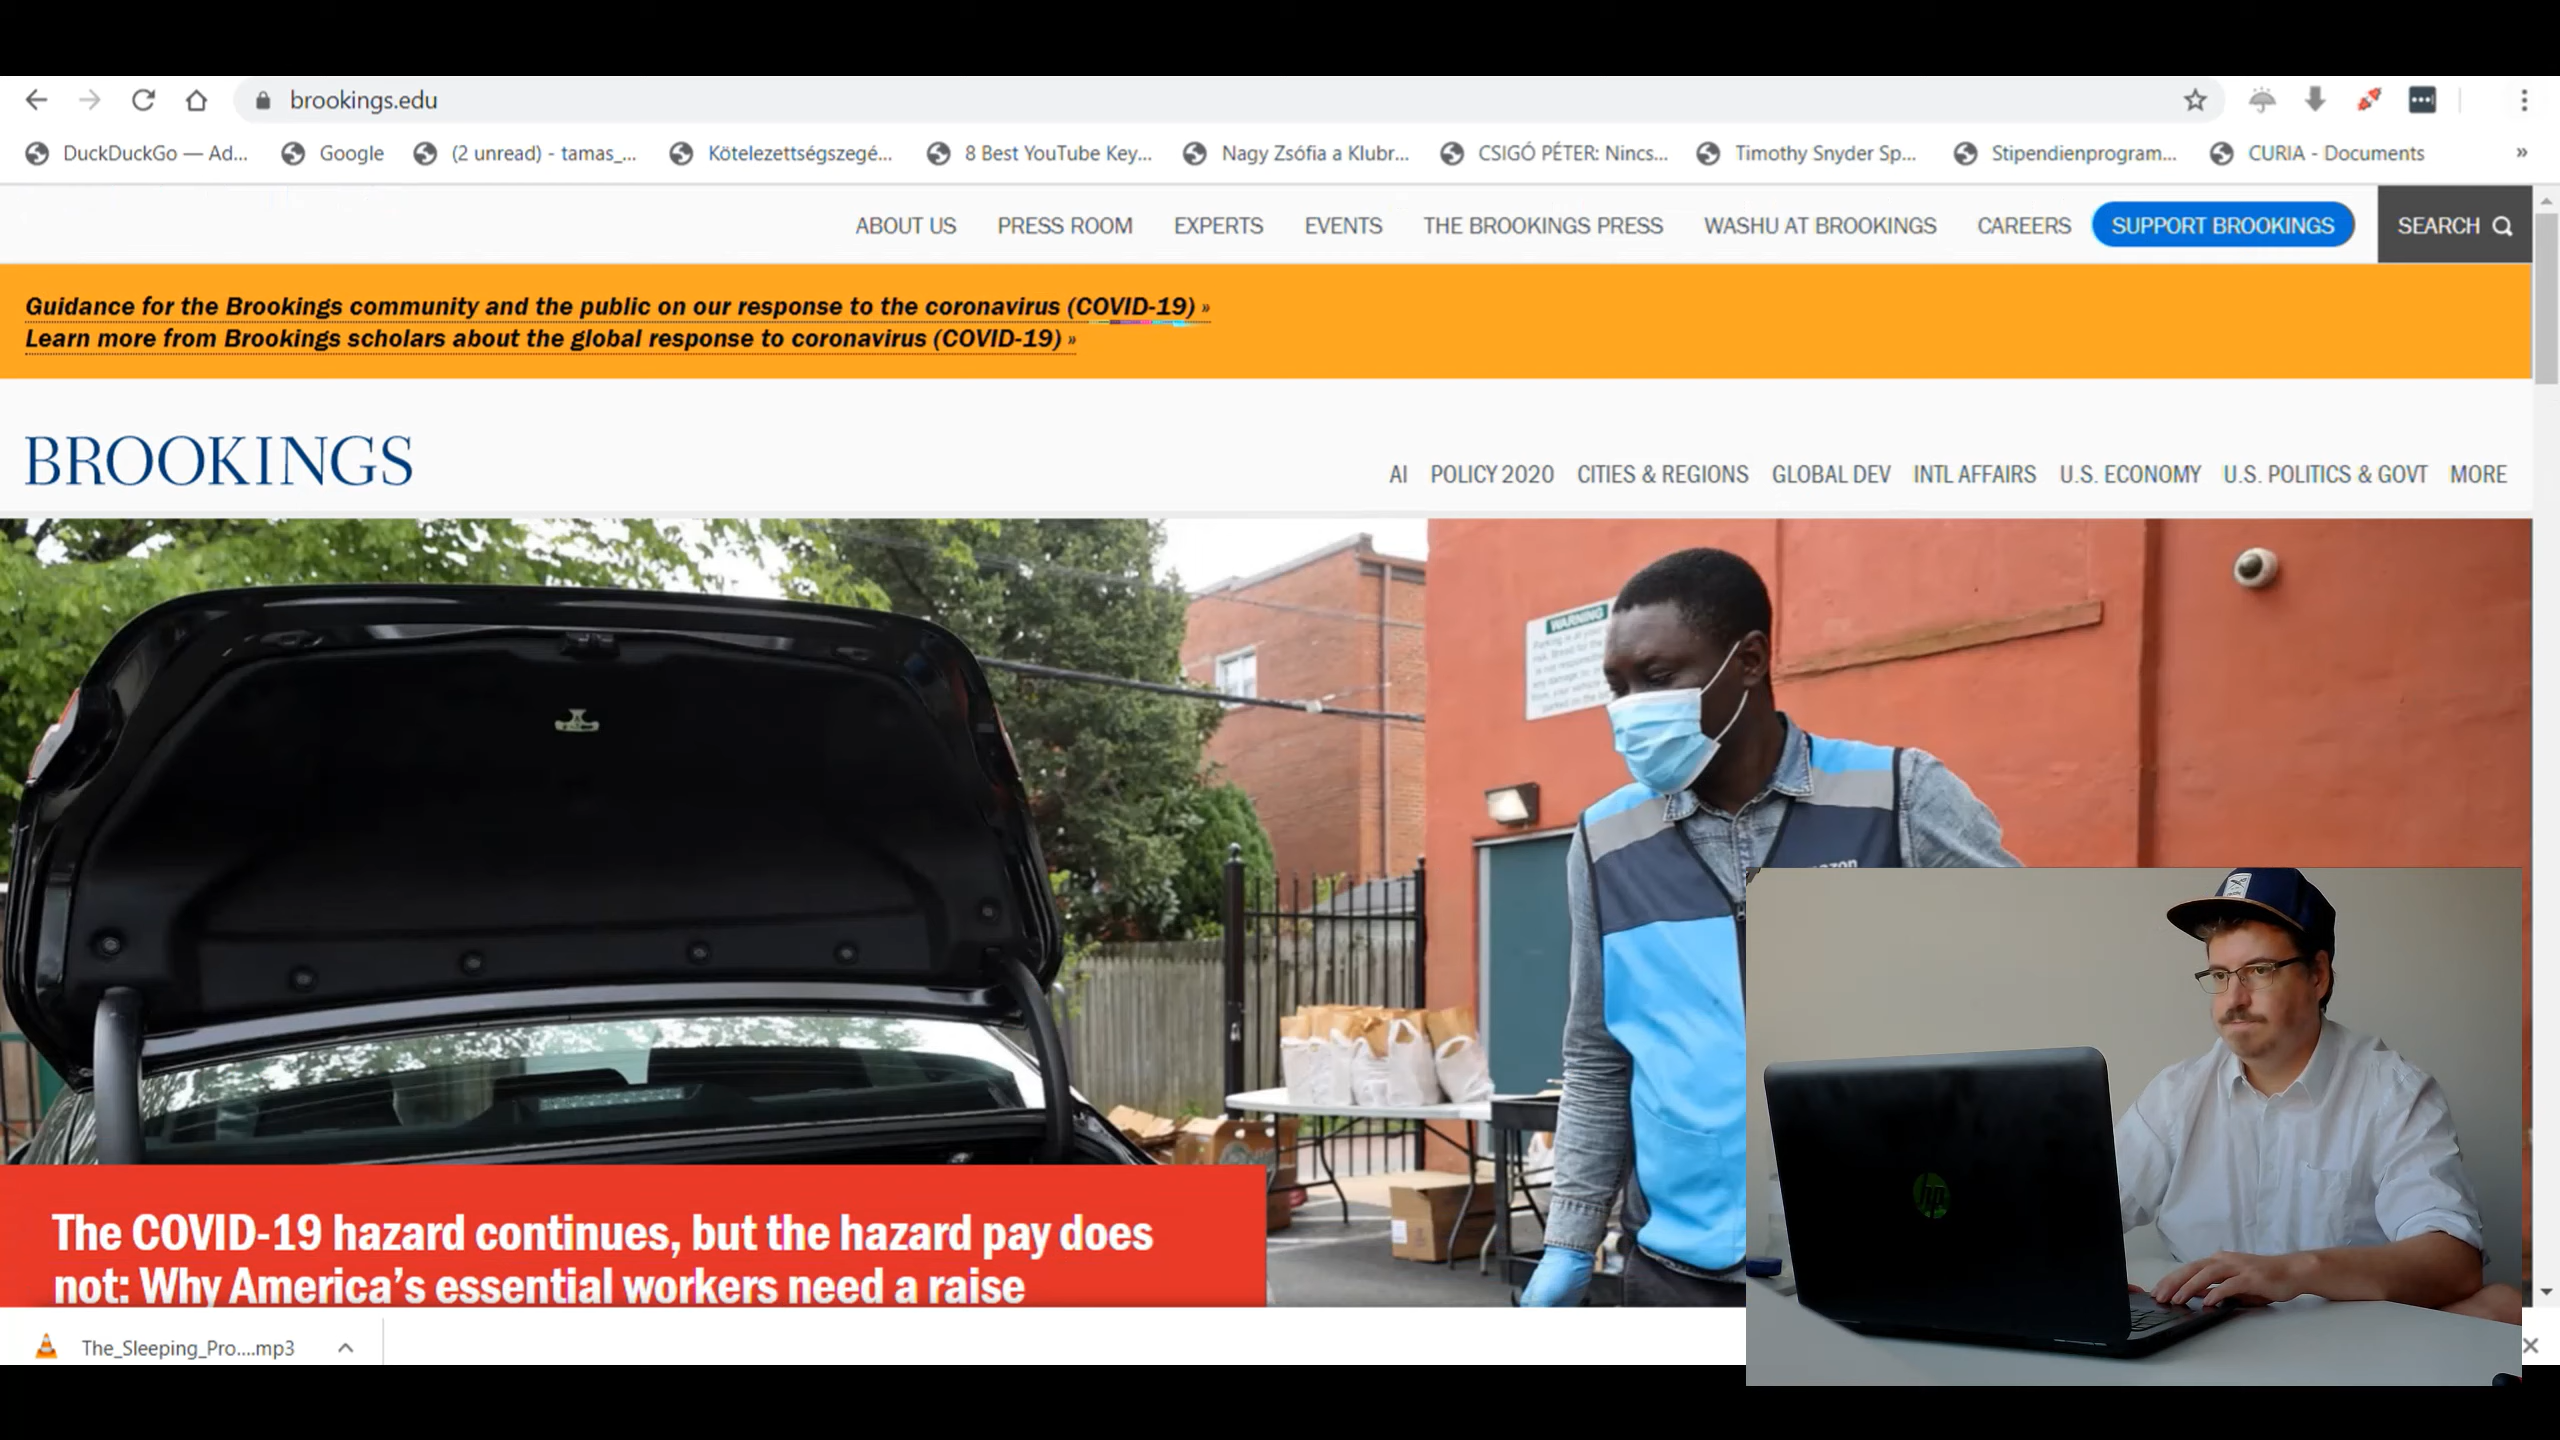 brookings.edu
DuckDuckGo — Ad...
Google
(2 unread) - tamas_...
Kötelezettségszegé...
8 Best YouTube Key...
Nagy Zsófia a Klubr...
CSIGÓ PÉTER: Nincs...
Timothy Snyder Sp...
Stipendienprogram...
CURIA - Documents
»
ABOUT US
PRESS ROOM
EXPERTS
EVENTS
THE BROOKINGS PRESS
WASHU AT BROOKINGS
CAREERS
SUPPORT BROOKINGS
SEARCH
Guidance for the Brookings community and the public on our response to the coronavirus (COVID-19) »
Learn more from Brookings scholars about the global response to coronavirus (COVID-19) »
BROOKINGS
AI
POLICY 2020
CITIES & REGIONS
GLOBAL DEV
INTL AFFAIRS
U.S. ECONOMY
U.S. POLITICS & GOVT
MORE
WARNING
hp
The COVID-19 hazard continues, but the hazard pay does
not: Why America's essential workers need a raise
The_Sleeping_Pro....mp3